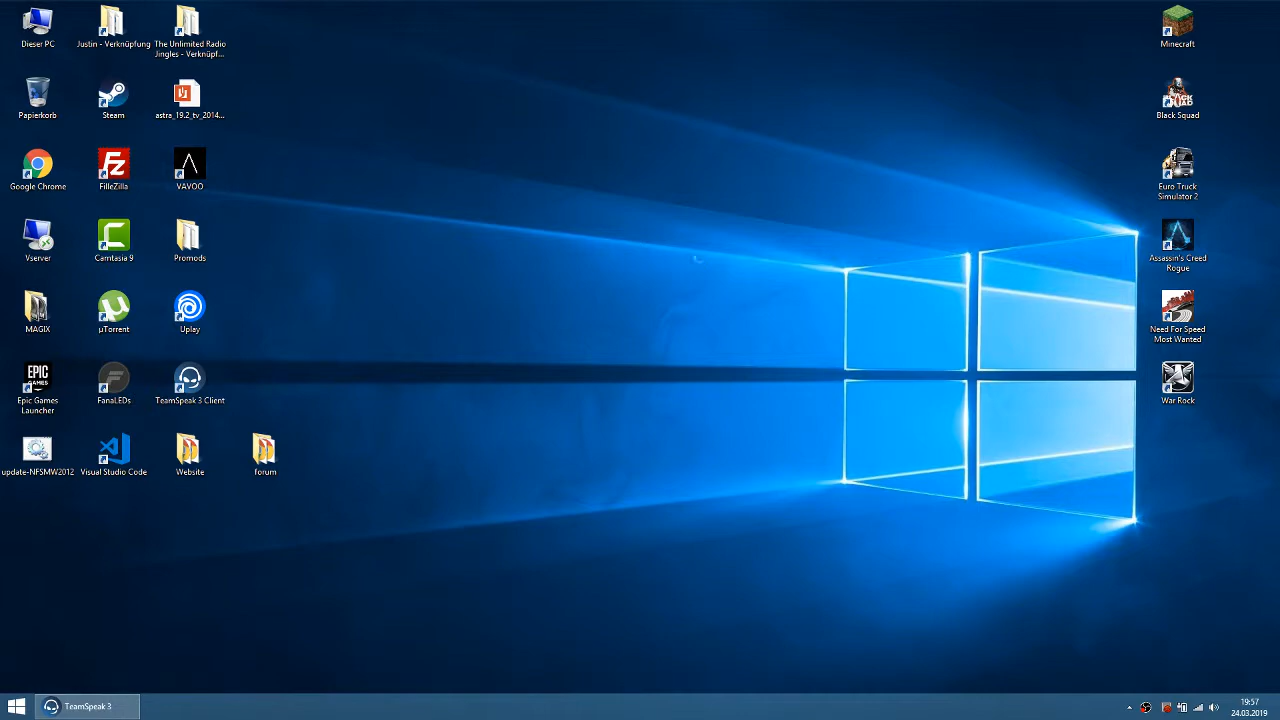 Dieser PC
Justin - Verknüpfung
The Unlimited Radio
Jingles - Verknüpf...
Minecraft
Papierkorb
Steam
astra_19.2_tv_2014...
Black Squad
Google Chrome
FilleZilla
VAVOO
Euro Truck
Simulator 2
Vserver
Camtasia 9
Promods
Assassin's Creed
Rogue
MAGIX
µTorrent
Uplay
Need For Speed
Most Wanted
EPIC
GAMES
Epic Games
Launcher
FanaLEDs
TeamSpeak 3 Client
War Rock
update-NFSMW2012
Visual Studio Code
Website
forum
TeamSpeak 3
19:57
24.03.2019